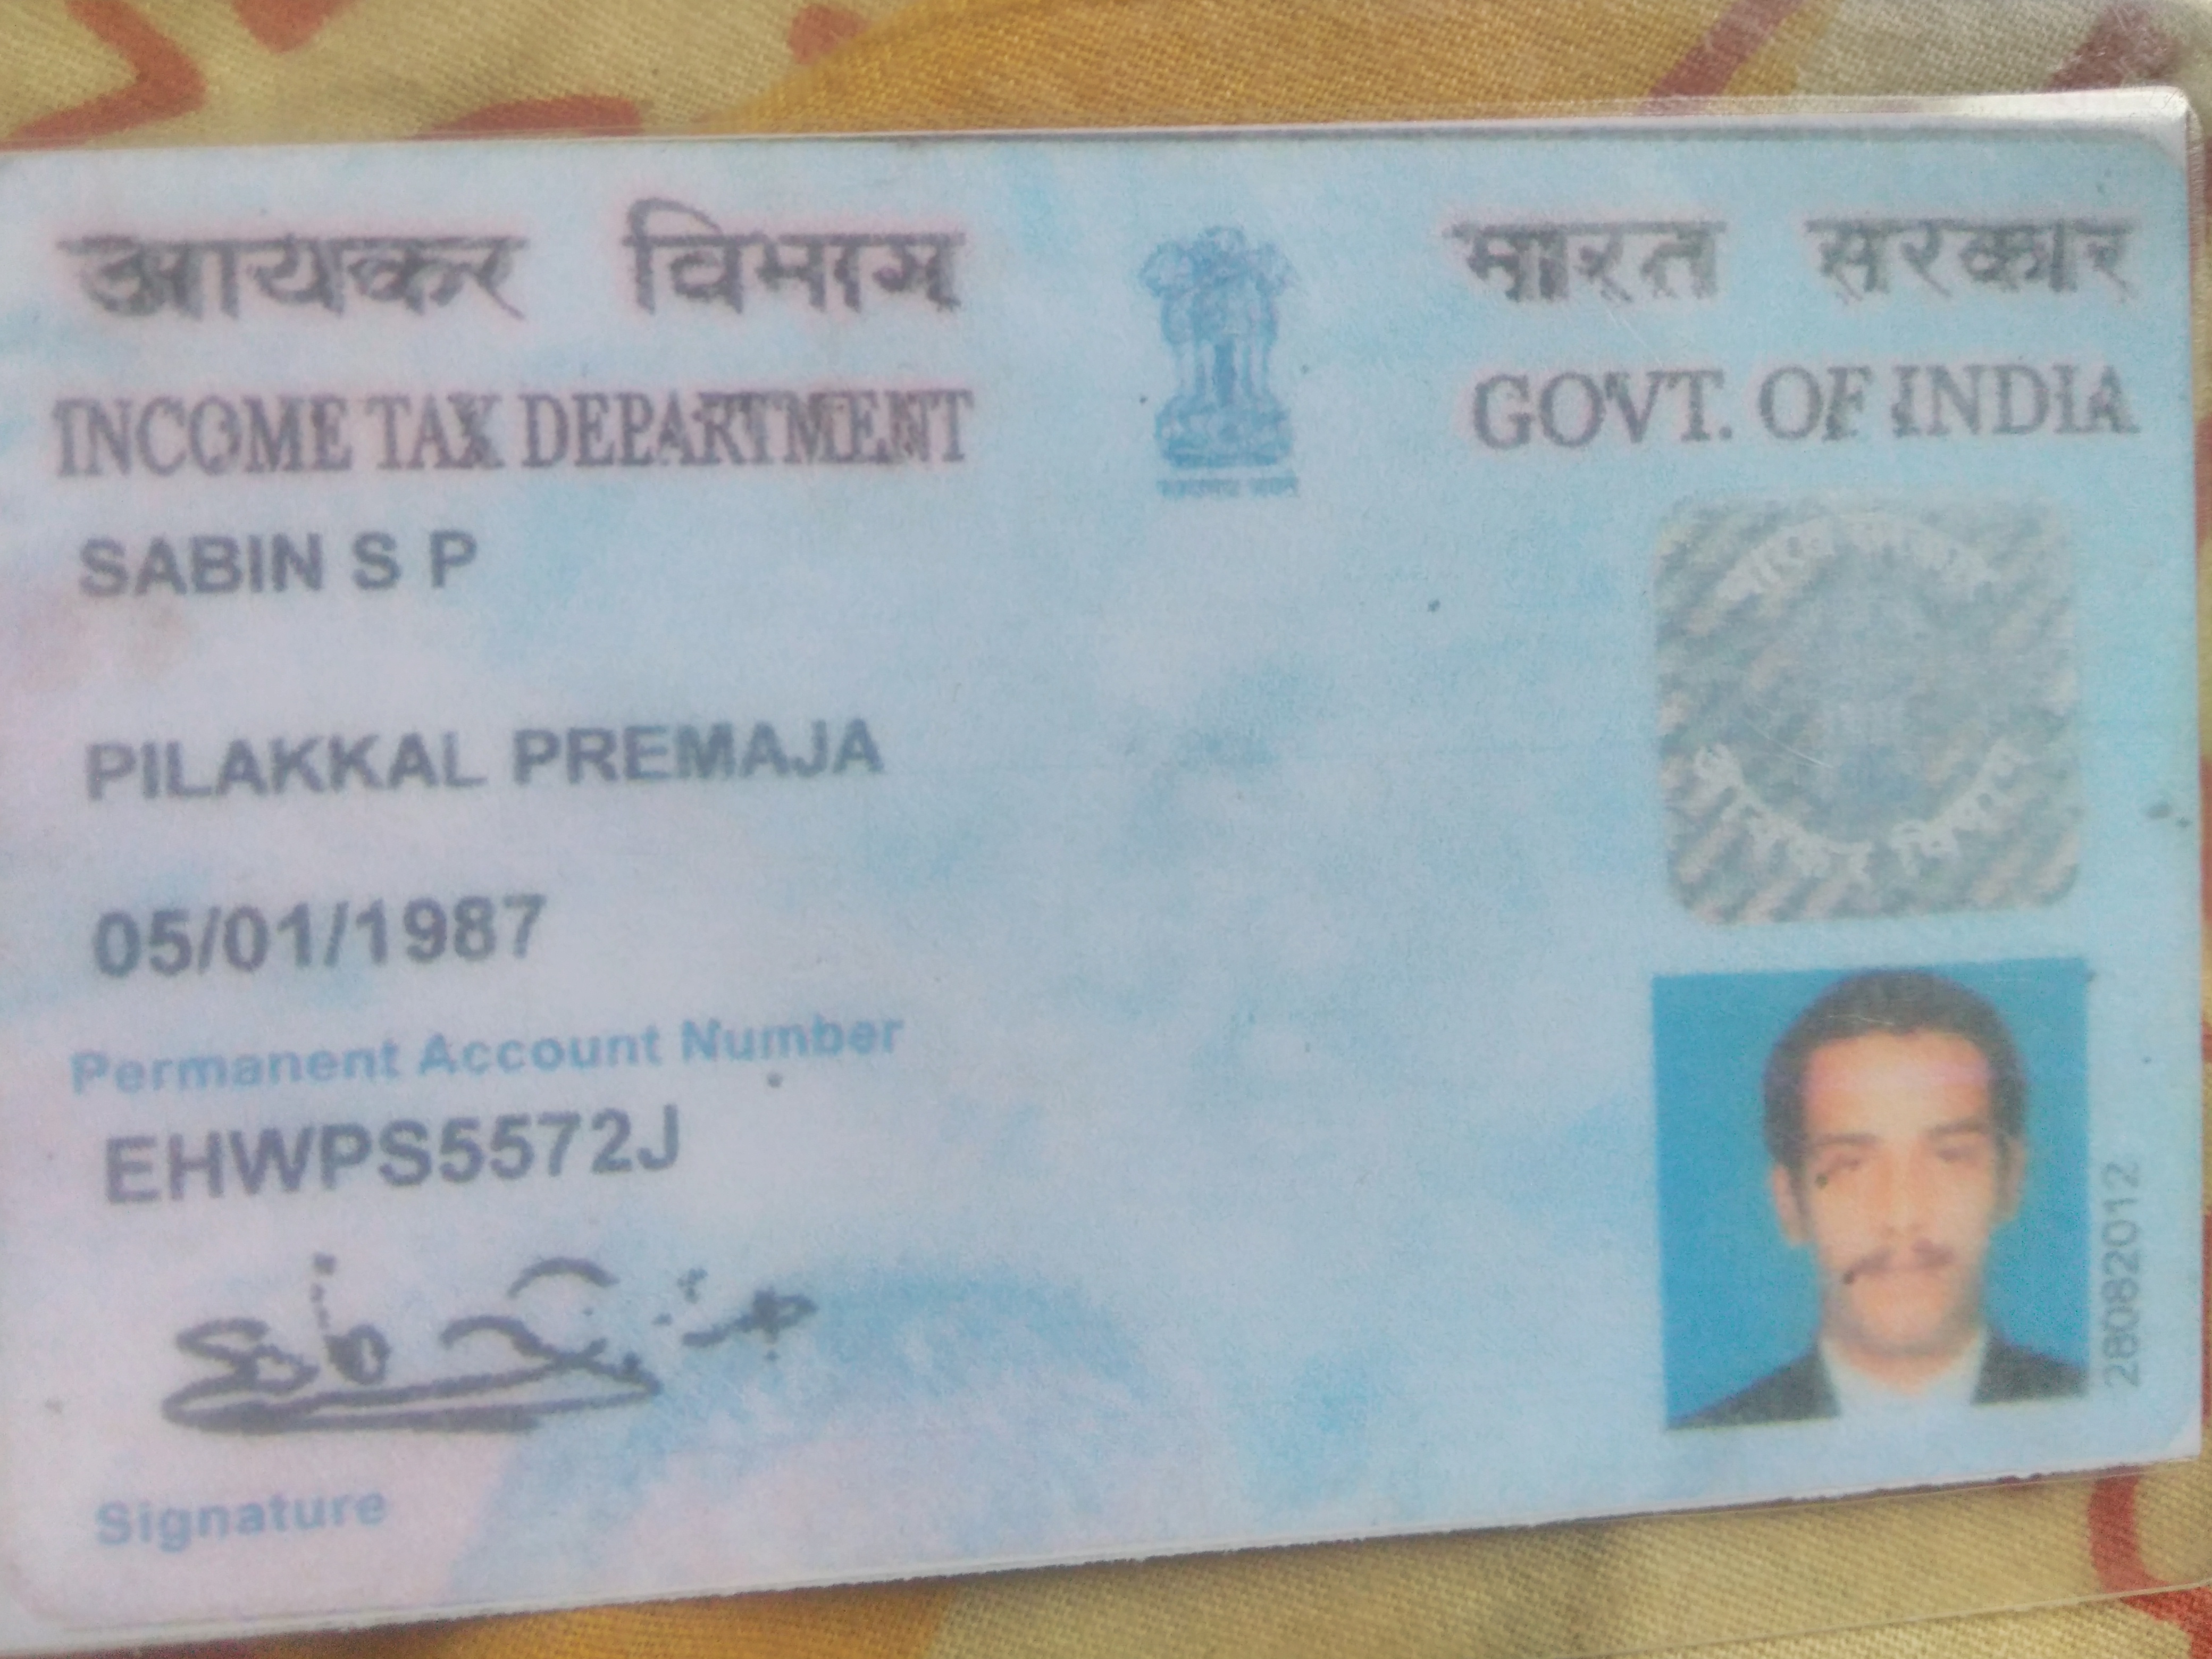 आयकर विभाग
भारत सरकार
INCOME TAX DEPARTMENT
GOVT. OF INDIA
SABIN S P
PILAKKAL PREMAJA
05/01/1987
Permanent Account Number
EHWPS5572J
Signature
28082012